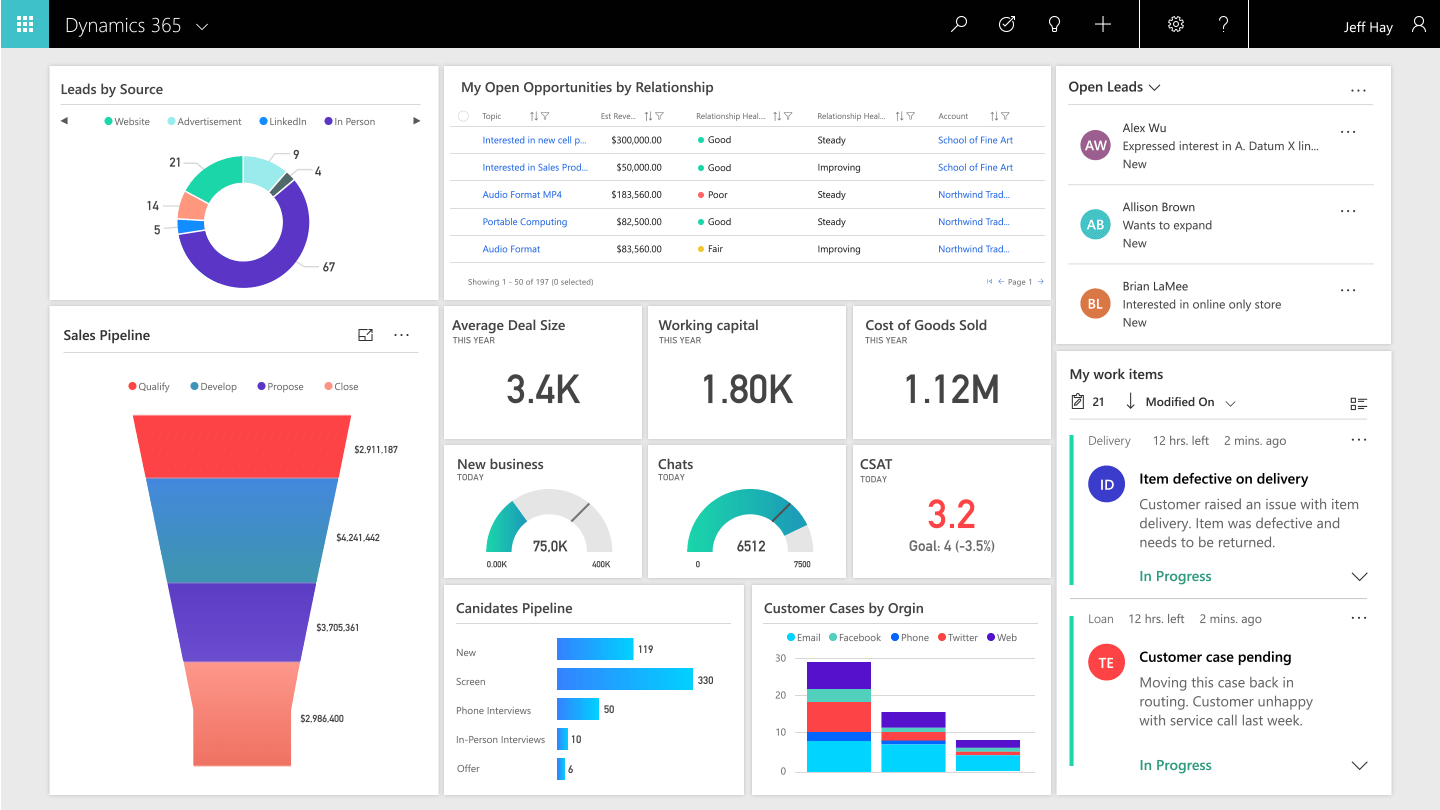 Dynamics 365
Jeff Hay
Leads by Source
Website Advertisement LinkedIn In Person
9
4
21
14
5
67
My Open Opportunities by Relationship
Topic Est Reve... Relationship Heal... Relationship Heal... Account
Interested in new cell p... $300,000.00 Good Steady School of Fine Art
Interested in Sales Prod... $50,000.00 Good Improving School of Fine Art
Audio Format MP4 $183,560.00 Poor Steady Northwind Trad...
Portable Computing $82,500.00 Good Steady Northwind Trad...
Audio Format $83,560.00 Fair Improving Northwind Trad...
Showing 1 - 50 of 197 (0 selected) Page 1
Open Leads
AW
Alex Wu
Expressed interest in A. Datum X lin...
New
AB
Allison Brown
Wants to expand
New
BL
Brian LaMee
Interested in online only store
New
Sales Pipeline
Qualify Develop Propose Close
$2,911,187
$4,241,442
$3,705,361
$2,986,400
Average Deal Size
THIS YEAR
3.4K
Working capital
THIS YEAR
1.80K
Cost of Goods Sold
THIS YEAR
1.12M
New business
TODAY
75,0K
0.00K 400K
Chats
TODAY
6512
0 7500
CSAT
TODAY
3.2
Goal: 4 (-3.5%)
Canidates Pipeline
New 119
Screen 330
Phone Interviews 50
In-Person Interviews 10
Offer 6
Customer Cases by Orgin
Email Facebook Phone Twitter Web
30
20
10
0
My work items
21 Modified On
Delivery 12 hrs. left 2 mins. ago
ID
Item defective on delivery
Customer raised an issue with item
delivery. Item was defective and
needs to be returned.
In Progress
Loan 12 hrs. left 2 mins. ago
TE
Customer case pending
Moving this case back in
routing. Customer unhappy
with service call last week.
In Progress